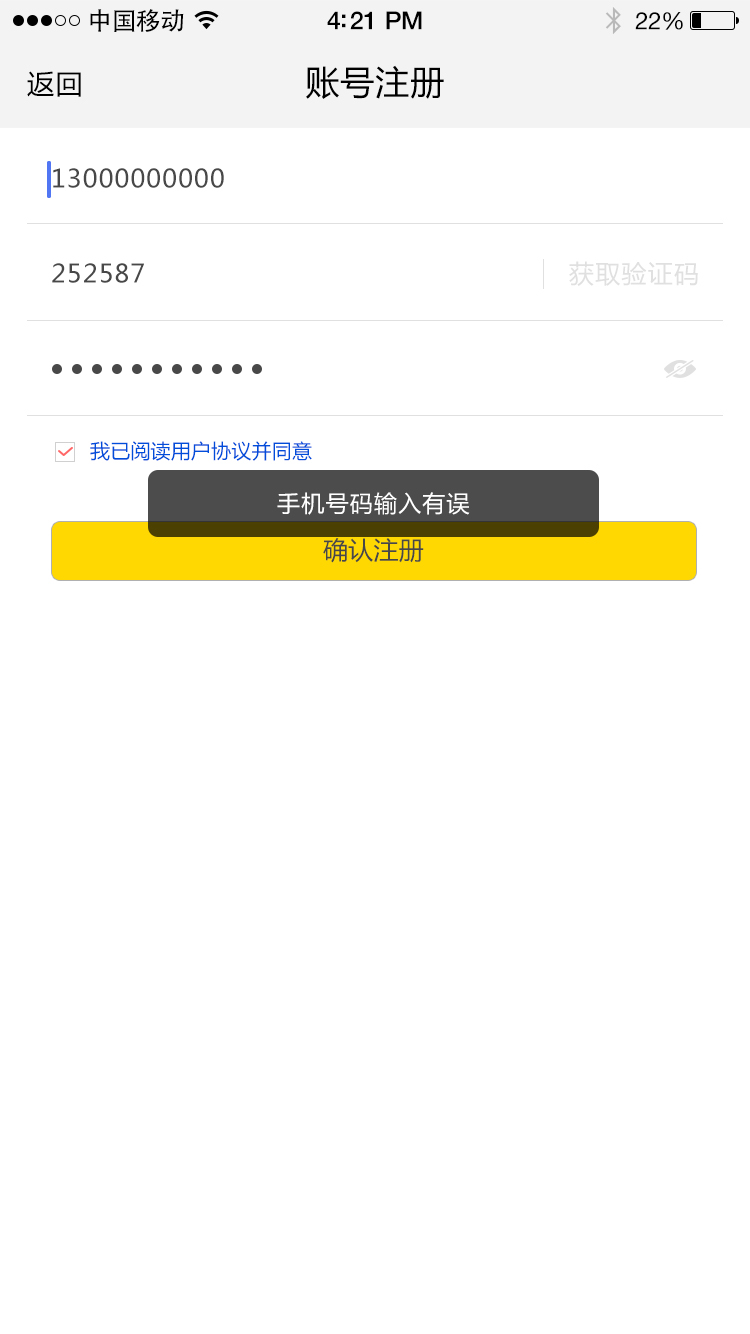 中国移动 4:21 PM 22%
返回 账号注册
13000000000
252587 获取验证码
●●●●●●●●●●●
我已阅读用户协议并同意
手机号码输入有误
确认注册